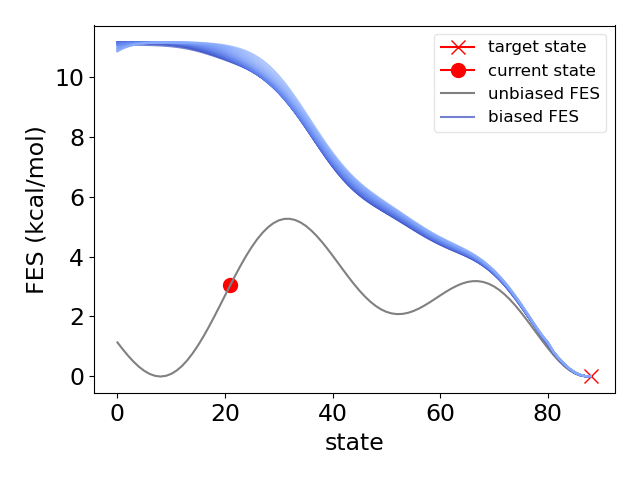 target state
current state
unbiased FES
biased FES
FES (kcal/mol)
10
8
6
4
2
0
0 20 40 60 80
state